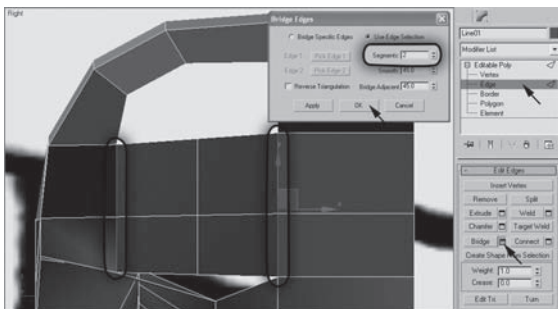 Right
Bridge Edges
Bridge Specific Edges
Use Edge Selection
Edge 1
Pick Edge 1
Segments 2
Edge 2
Pick Edge 2
Smooth 45.0
Reverse Triangulation
Bridge Adjacent 45.0
Apply
OK
Cancel
Line01
Modifier List
Editable Poly
Vertex
Edge
Border
Polygon
Element
Edit Edges
Insert Vertex
Remove
Split
Extrude
Weld
Chamfer
Target Weld
Bridge
Connect
Create Shape From Selection
Weight 1.0
Crease 0.0
Edit Tri
Turn
x